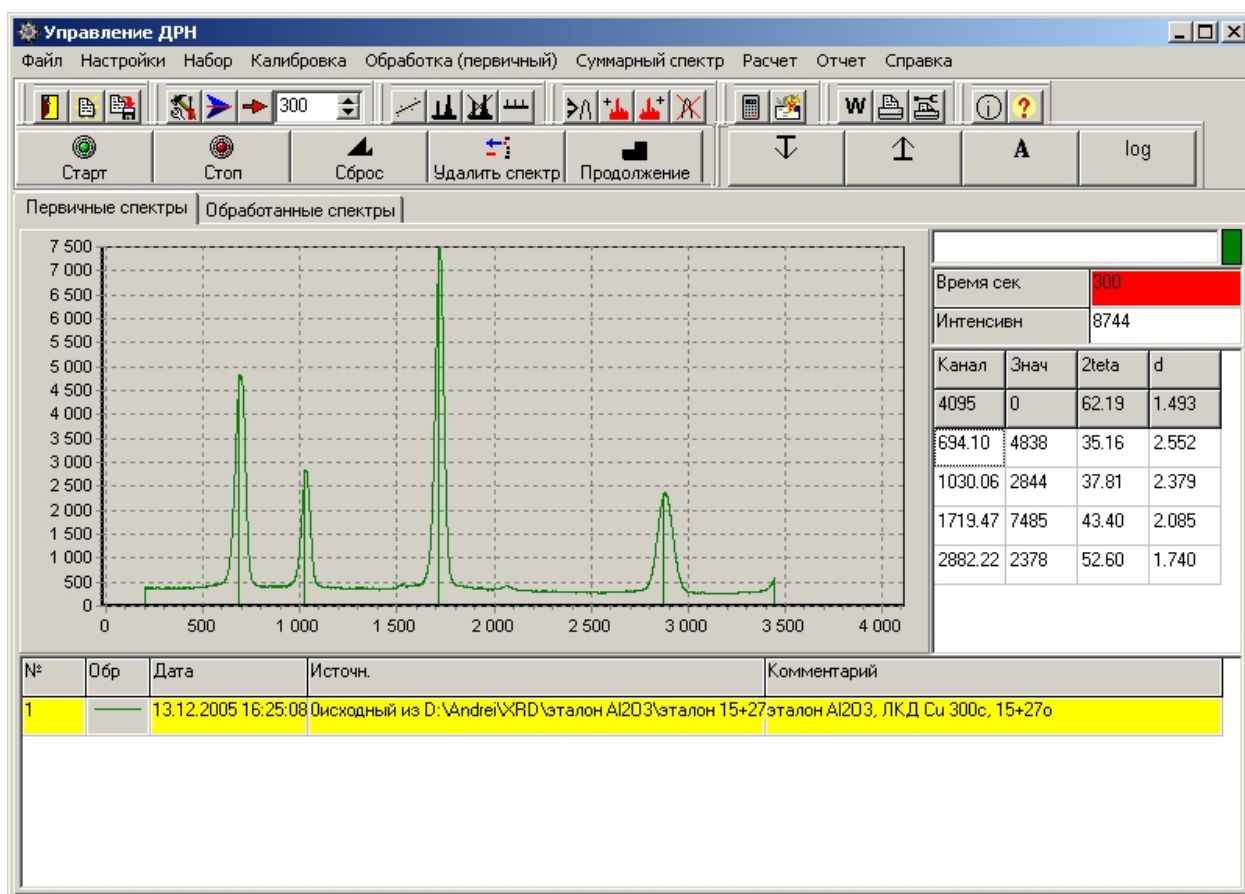 Управление ДРН
Файл Настройки Набор Калибровка Обработка (первичный) Суммарный спектр Расчет Отчет Справка
300 W
Старт Стоп Сброс Удалить спектр Продолжение A log
Первичные спектры Обработанные спектры
7 500
7 000
6 500
6 000
5 500
5 000
4 500
4 000
3 500
3 000
2 500
2 000
1 500
1 000
500
0
0 500 1 000 1 500 2 000 2 500 3 000 3 500 4 000
Время сек 300
Интенсивн 8744
Канал Знач 2teta d
4095 0 62.19 1.493
694.10 4838 35.16 2.552
1030.06 2844 37.81 2.379
1719.47 7485 43.40 2.085
2882.22 2378 52.60 1.740
№ Обр Дата Источн. Комментарий
1 13.12.2005 16:25:08 0исходный из D:\Andrei\XRD\эталон Al2O3\эталон 15+27 эталон Al2O3, ЛКД Cu 300с, 15+27о